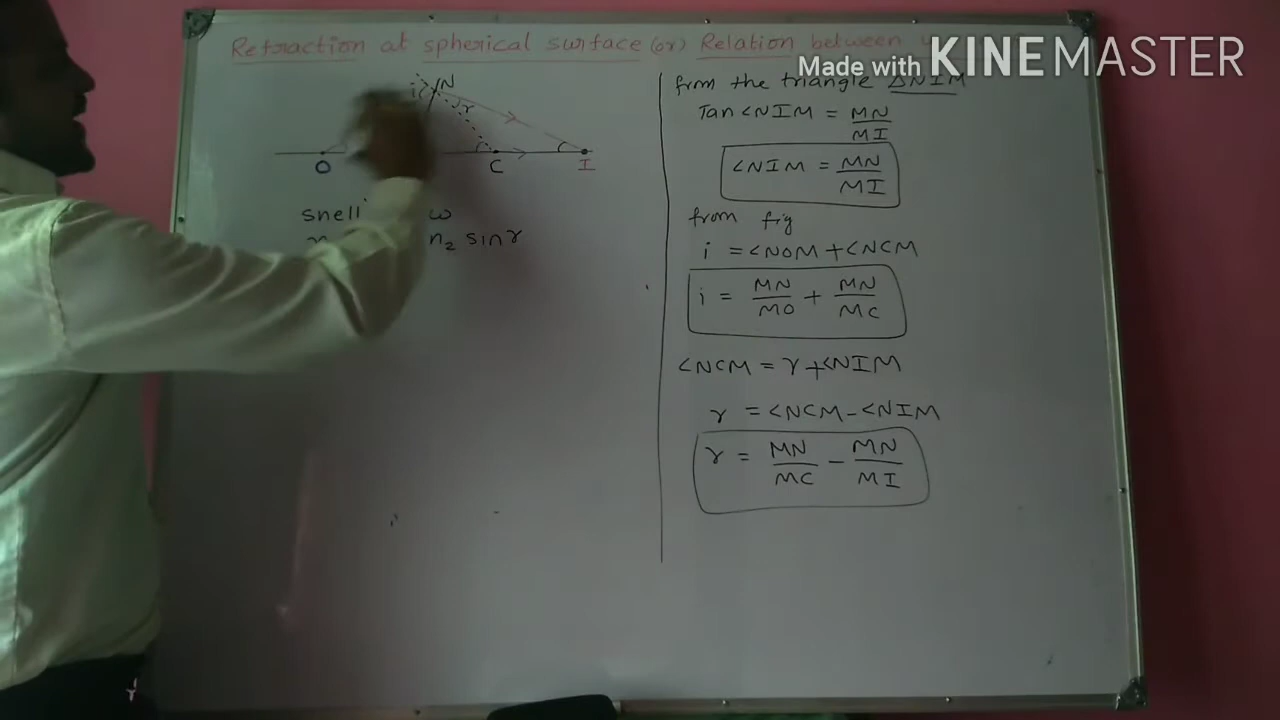 Refraction at spherical surface (or) Relation between
Made with KINEMASTER
i
N
r
O
C
I
snell
n2 sinr
from the triangle ΔNIM
Tan<NIM = MN/MI
<NIM = MN/MI
from fig
i = <NOM + <NCM
i = MN/MO + MN/MC
<NCM = r + <NIM
r = <NCM - <NIM
r = MN/MC - MN/MI